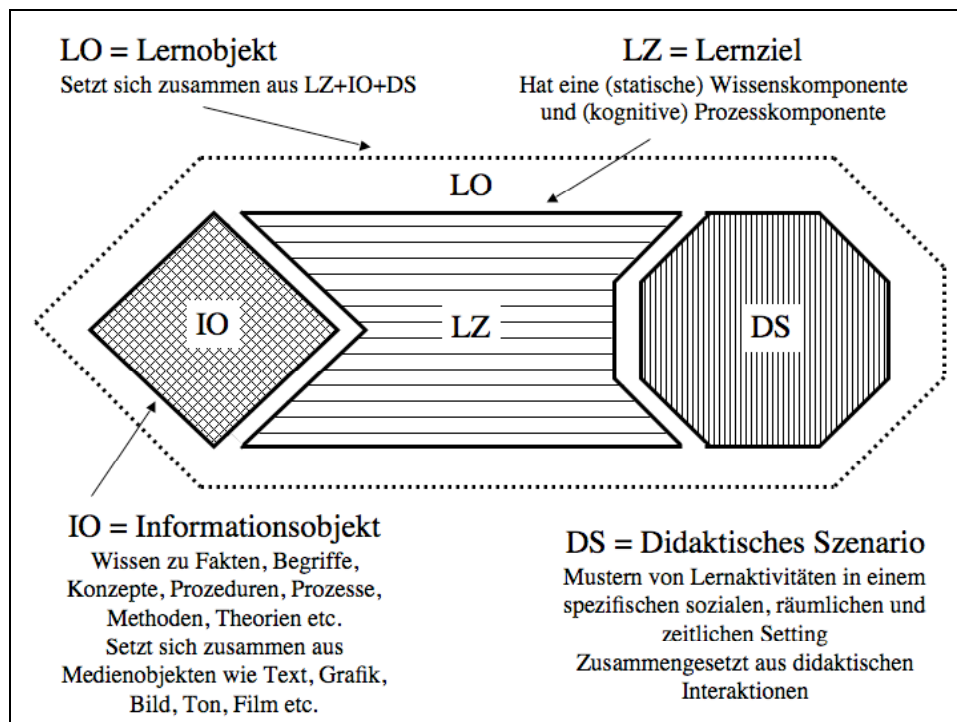 LO = Lernobjekt
Setzt sich zusammen aus LZ+IO+DS
LZ = Lernziel
Hat eine (statische) Wissenskomponente
und (kognitive) Prozesskomponente
LO
IO
LZ
DS
IO = Informationsobjekt
Wissen zu Fakten, Begriffe,
Konzepte, Prozeduren, Prozesse,
Methoden, Theorien etc.
Setzt sich zusammen aus
Medienobjekten wie Text, Grafik,
Bild, Ton, Film etc.
DS = Didaktisches Szenario
Mustern von Lernaktivitäten in einem
spezifischen sozialen, räumlichen und
zeitlichen Setting
Zusammengesetzt aus didaktischen
Interaktionen